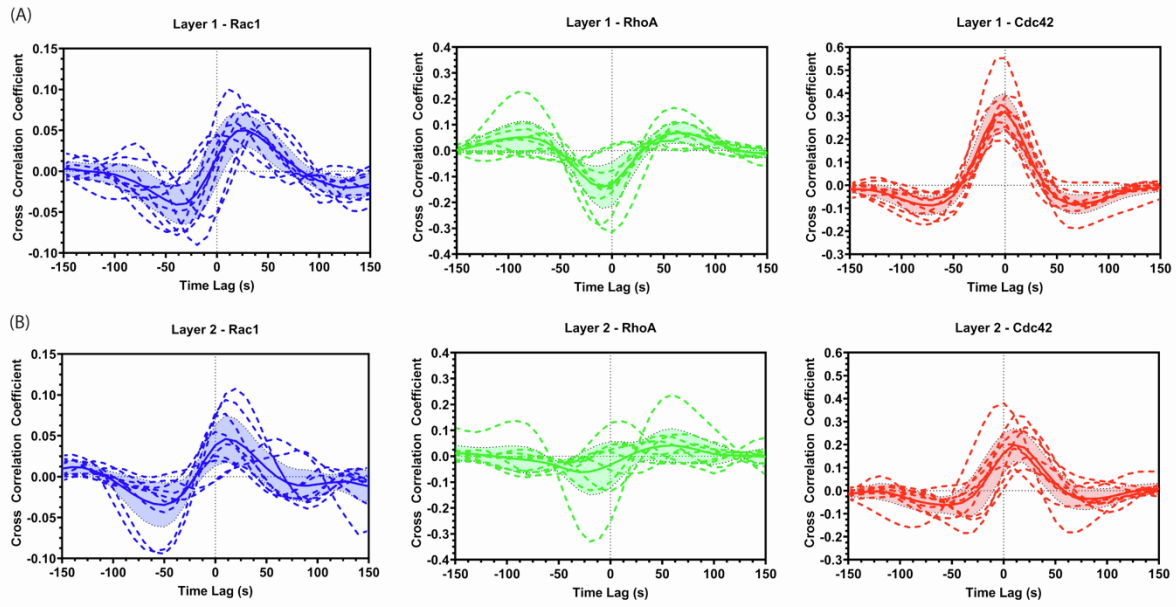 (A)
Layer 1 - Rac1
Cross Correlation Coefficient
0.15
0.10
0.05
0.00
-0.05
-0.10
-150 -100 -50 0 50 100 150
Time Lag (s)
Layer 1 - RhoA
Cross Correlation Coefficient
0.4
0.3
0.2
0.1
0.0
-0.1
-0.2
-0.3
-0.4
-150 -100 -50 0 50 100 150
Time Lag (s)
Layer 1 - Cdc42
Cross Correlation Coefficient
0.6
0.5
0.4
0.3
0.2
0.1
0.0
-0.1
-0.2
-0.3
-150 -100 -50 0 50 100 150
Time Lag (s)
(B)
Layer 2 - Rac1
Cross Correlation Coefficient
0.15
0.10
0.05
0.00
-0.05
-0.10
-150 -100 -50 0 50 100 150
Time Lag (s)
Layer 2 - RhoA
Cross Correlation Coefficient
0.4
0.3
0.2
0.1
0.0
-0.1
-0.2
-0.3
-0.4
-150 -100 -50 0 50 100 150
Time Lag (s)
Layer 2 - Cdc42
Cross Correlation Coefficient
0.6
0.5
0.4
0.3
0.2
0.1
0.0
-0.1
-0.2
-0.3
-150 -100 -50 0 50 100 150
Time Lag (s)